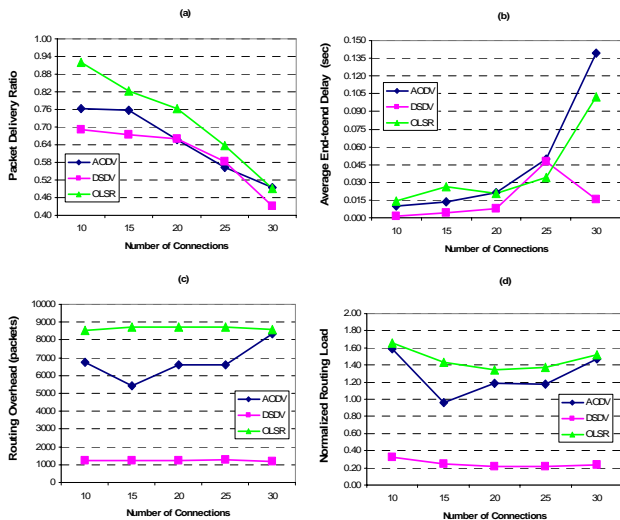 (a)
Packet Delivery Ratio
1.00
0.94
0.88
0.82
0.76
0.70
0.64
0.58
0.52
0.46
0.40
AODV
DSDV
OLSR
10 15 20 25 30
Number of Connections
(b)
Average End-toend Delay (sec)
0.150
0.135
0.120
0.105
0.090
0.075
0.060
0.045
0.030
0.015
0.000
AODV
DSDV
OLSR
10 15 20 25 30
Number of Connections
(c)
Routing Overhead (packets)
10000
9000
8000
7000
6000
5000
4000
3000
2000
1000
0
AODV
DSDV
OLSR
10 15 20 25 30
Number of Connections
(d)
Normalized Routing Load
2.00
1.80
1.60
1.40
1.20
1.00
0.80
0.60
0.40
0.20
0.00
AODV
DSDV
OLSR
10 15 20 25 30
Number of Connections